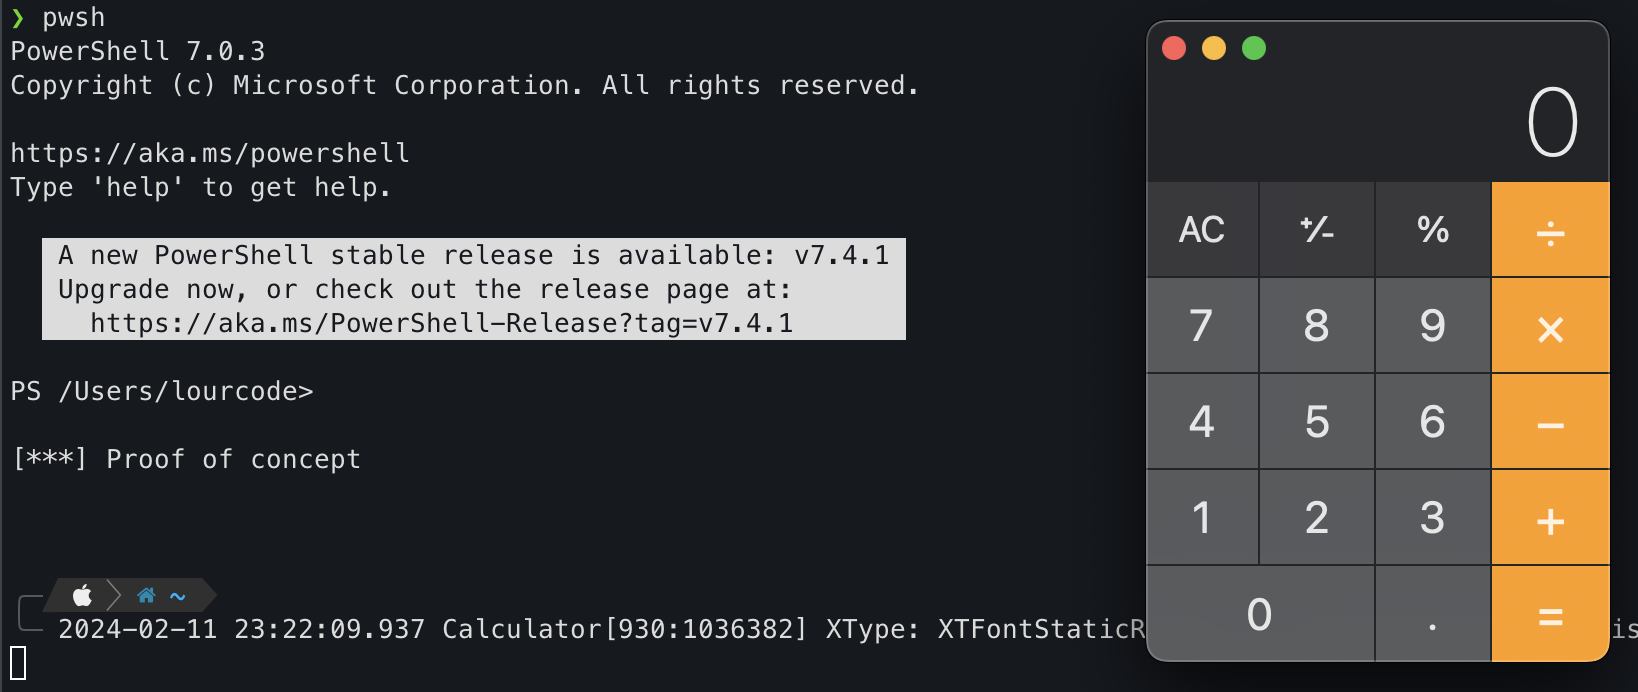 ❯ pwsh
PowerShell 7.0.3
Copyright (c) Microsoft Corporation. All rights reserved.
https://aka.ms/powershell
Type 'help' to get help.
A new PowerShell stable release is available: v7.4.1
Upgrade now, or check out the release page at:
https://aka.ms/PowerShell-Release?tag=v7.4.1
PS /Users/lourcode>
[***] Proof of concept
~
2024-02-11 23:22:09.937 Calculator[930:1036382] XType: XTFontStaticR
0
AC +⁄- % ÷
7 8 9 ×
4 5 6 −
1 2 3 +
0 . =